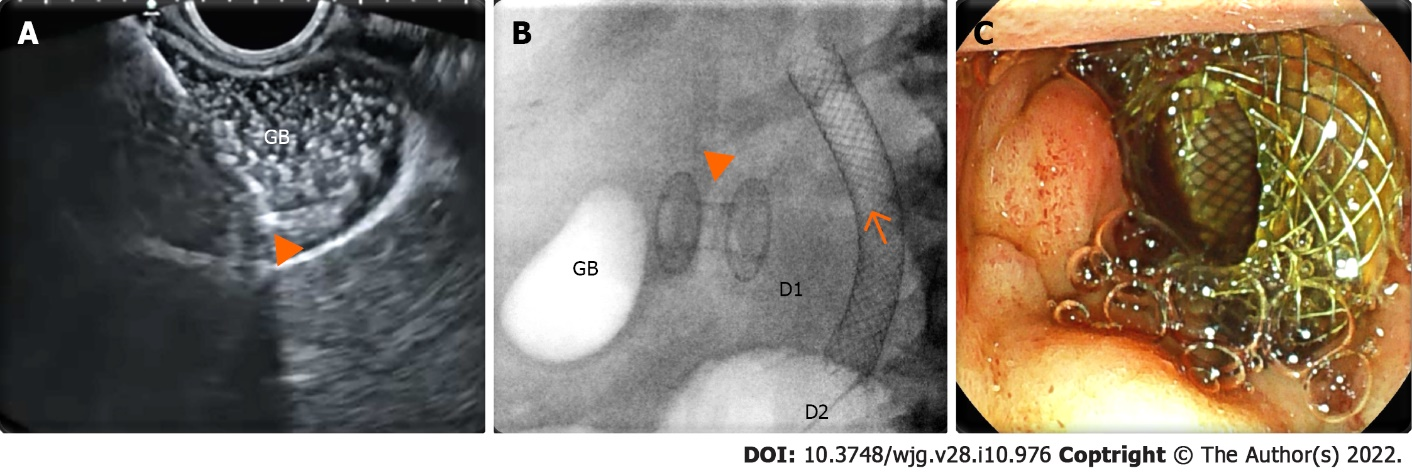 A
B
C
GB
GB
D1
D2
DOI: 10.3748/wjg.v28.i10.976 Coptright © The Author(s) 2022.